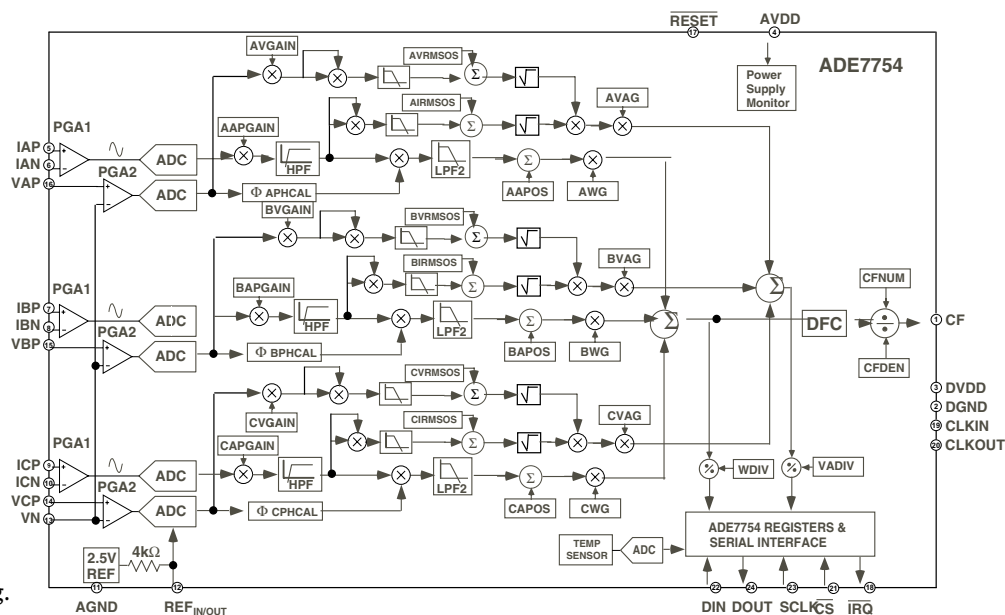 RESET
AVDD
17
4
ADE7754
Power
Supply
Monitor
AVGAIN
AVRMSOS
Σ
√
AIRMSOS
Σ
√
AVAG
PGA1
AAPGAIN
IAP 5
IAN 6
ADC
HPF
LPF2
Σ
AAPOS
AWG
VAP 16
PGA2
ADC
Φ APHCAL
BVGAIN
BVRMSOS
Σ
√
BIRMSOS
Σ
√
BVAG
Σ
PGA1
BAPGAIN
IBP 7
IBN 8
ADC
HPF
LPF2
Σ
BAPOS
BWG
Σ
VBP 15
PGA2
ADC
Φ BPHCAL
CFNUM
DFC
÷
CFDEN
1 CF
3 DVDD
2 DGND
19 CLKIN
20 CLKOUT
CVGAIN
CVRMSOS
Σ
√
CIRMSOS
Σ
√
CVAG
PGA1
CAPGAIN
ICP 9
ICN 10
ADC
HPF
LPF2
Σ
CAPOS
CWG
VCP 14
VN 13
PGA2
ADC
Φ CPHCAL
% WDIV
% VADIV
ADE7754 REGISTERS &
SERIAL INTERFACE
TEMP
SENSOR
ADC
2.5V
REF
4kΩ
11
12
22
24
23
21
18
AGND
REFIN/OUT
DIN DOUT SCLK CS IRQ
g.